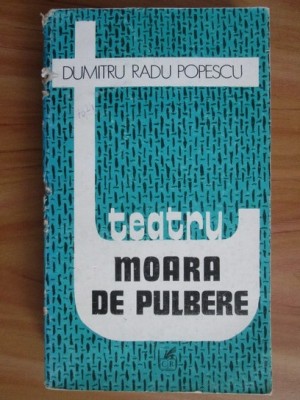 DUMITRU RADU POPESCU
teatru
MOARA
DE PULBERE